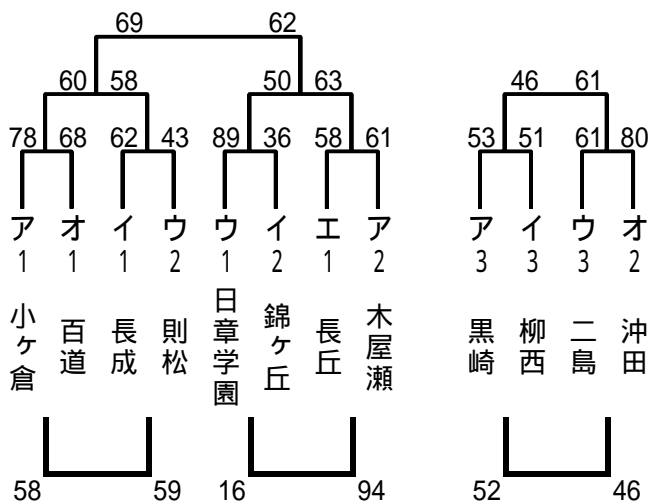 69 62
60 58 50 63 46 61
78 68 62 43 89 36 58 61 53 51 61 80
ア オ イ ウ ウ イ エ ア ア イ ウ オ
1 1 1 2 1 2 1 2 3 3 3 2
小ヶ倉 百道 長成 則松 日章学園 錦ヶ丘 長丘 木屋瀬 黒崎 柳西 二島 沖田
58 59 16 94 52 46